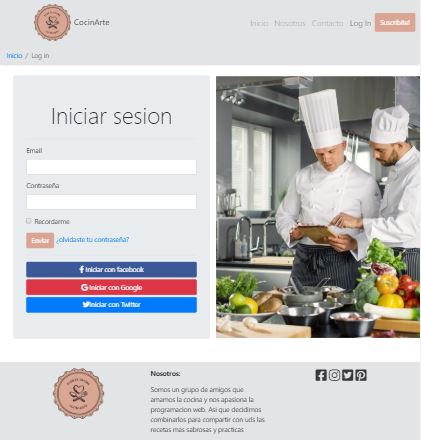 CocinArte
Inicio Nosotros Contacto Log In Suscribite!
Inicio / Log in
Iniciar sesion
Email
Contraseña
Recordarme
Enviar ¿olvidaste tu contraseña?
Iniciar con facebook
Iniciar con Google
Iniciar con Twitter
Nosotros:
Somos un grupo de amigos que
amamos la cocina y nos apasiona la
programacion web. Asi que decidimos
combinarlos para compartir con uds las
recetas mas sabrosas y practicas